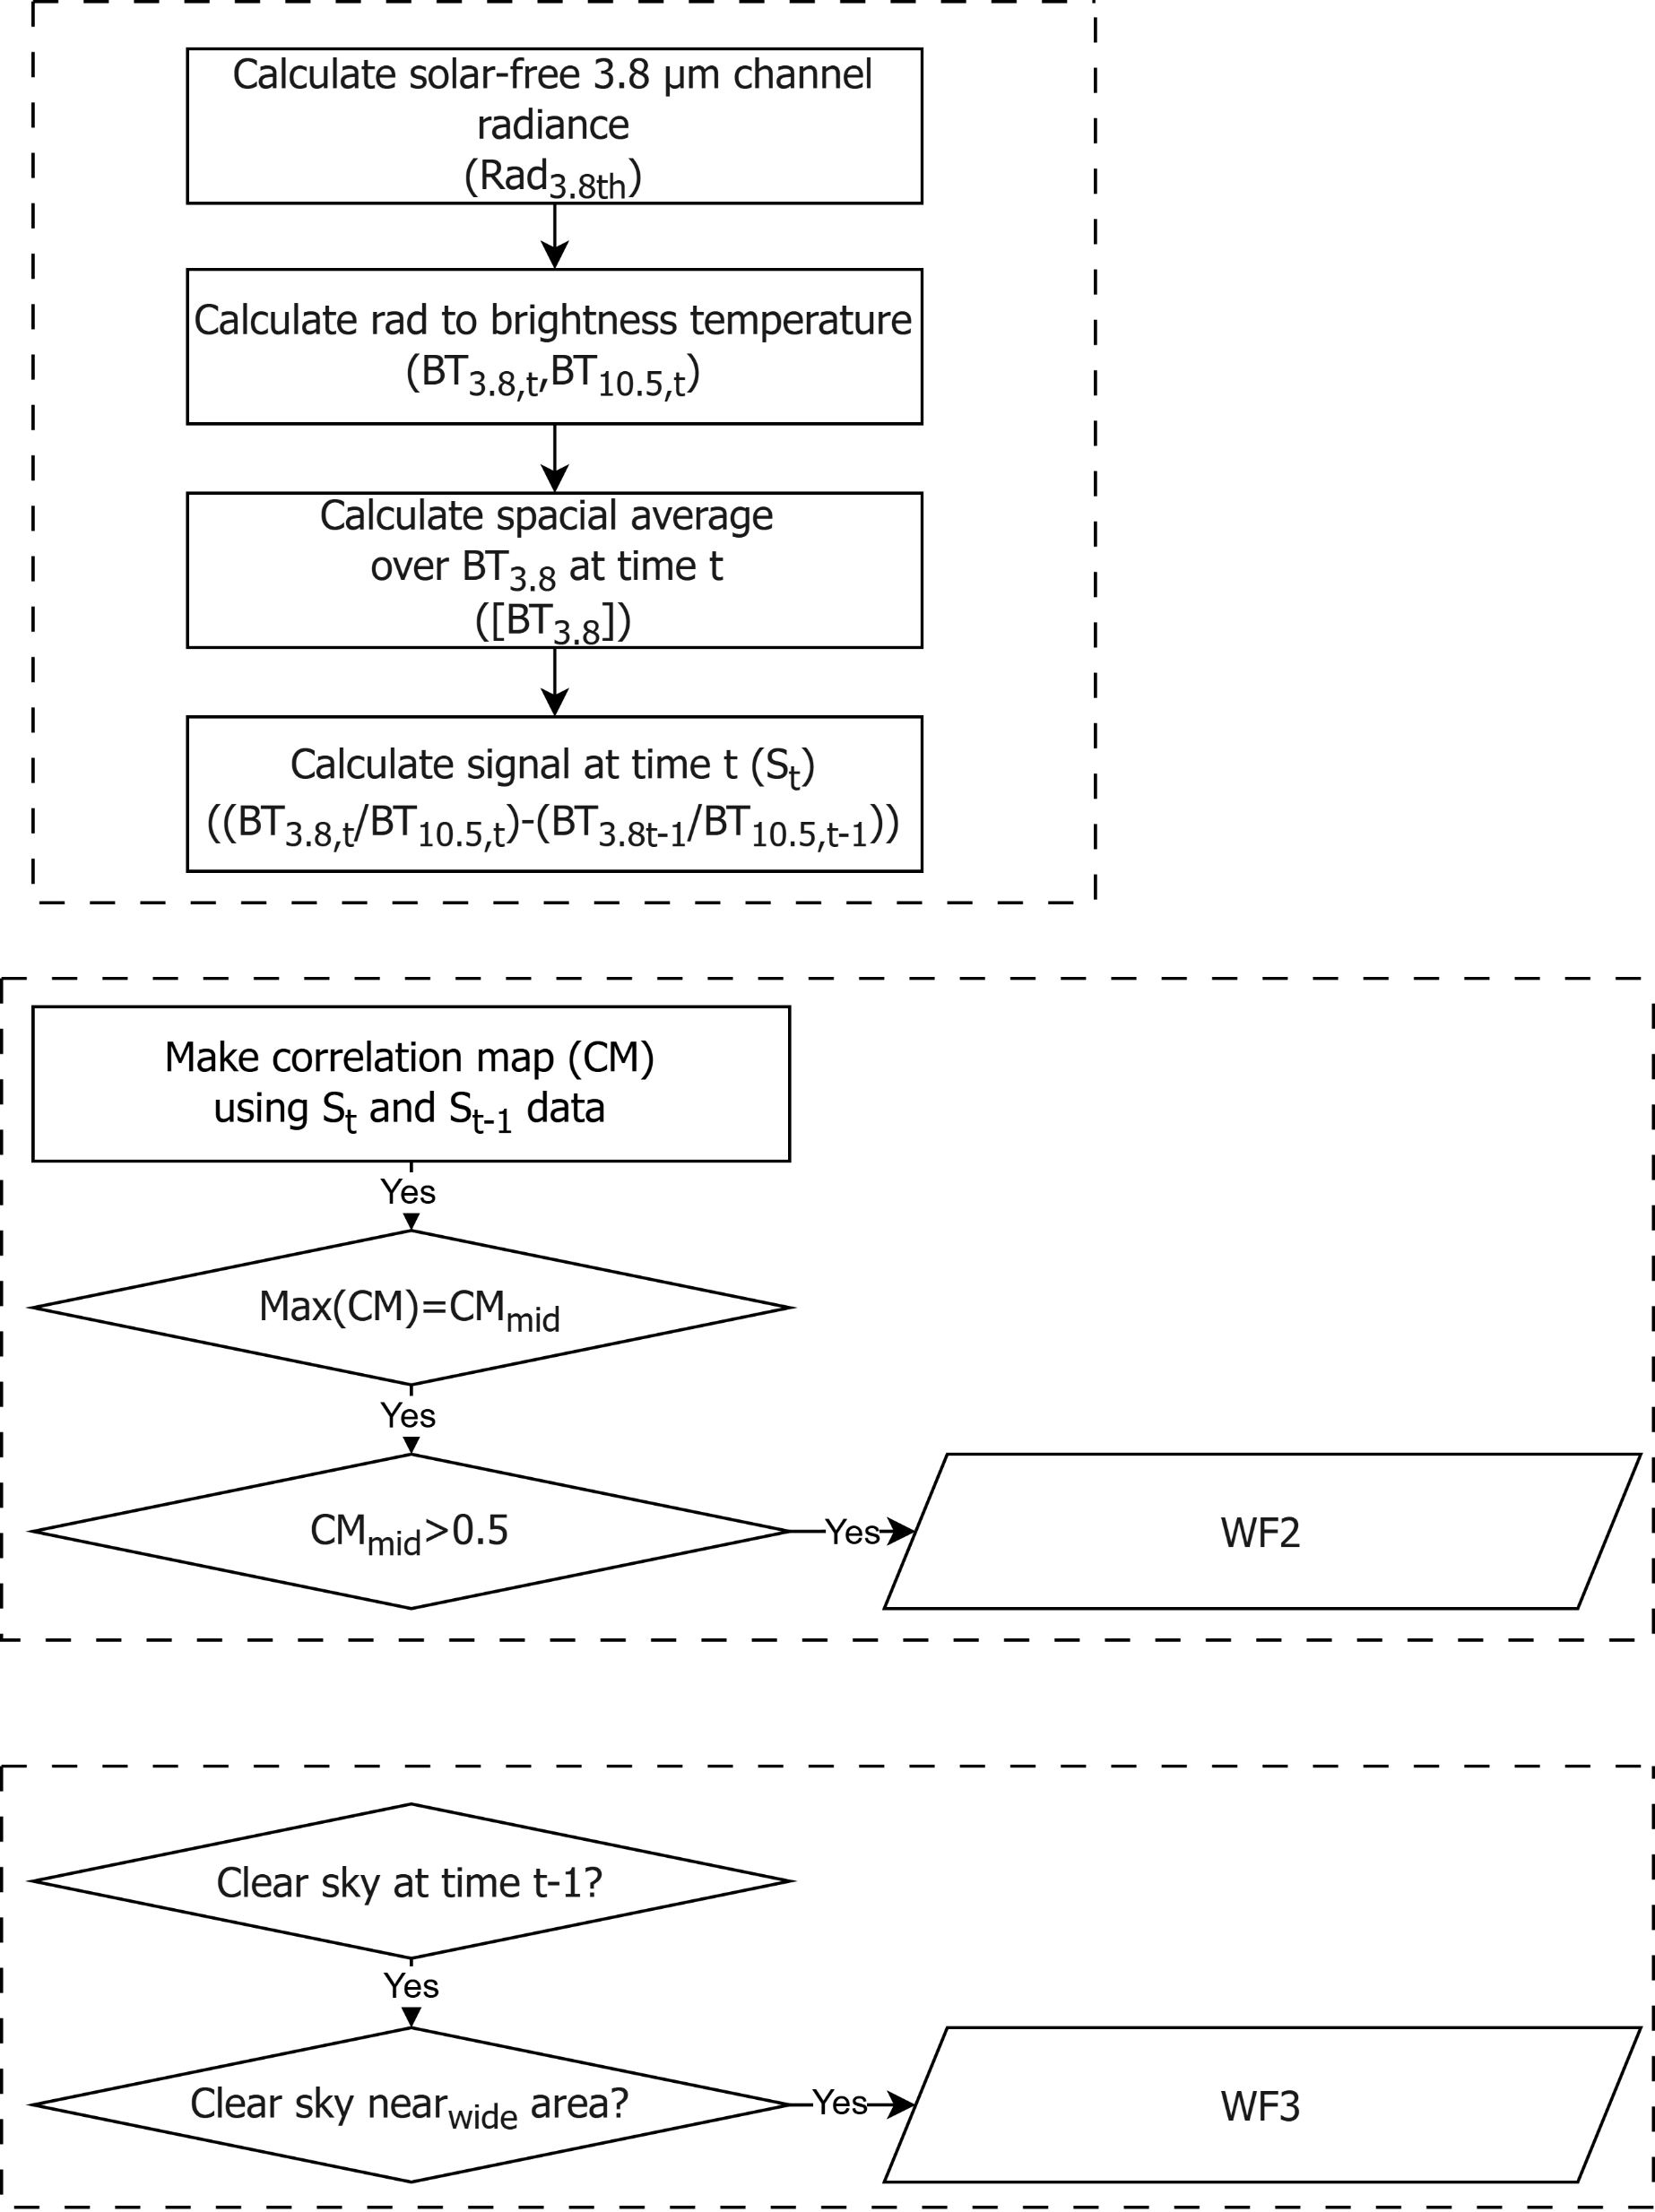 Calculate solar-free 3.8 µm channel
radiance
(Rad3.8th)
Calculate rad to brightness temperature
(BT3.8,t,BT10.5,t)
Calculate spacial average
over BT3.8 at time t
([BT3.8])
Calculate signal at time t (St)
((BT3.8,t/BT10.5,t)-(BT3.8t-1/BT10.5,t-1))
Make correlation map (CM)
using St and St-1 data
Yes
Max(CM)=CMmid
Yes
CMmid>0.5
Yes
WF2
Clear sky at time t-1?
Yes
Clear sky nearwide area?
Yes
WF3